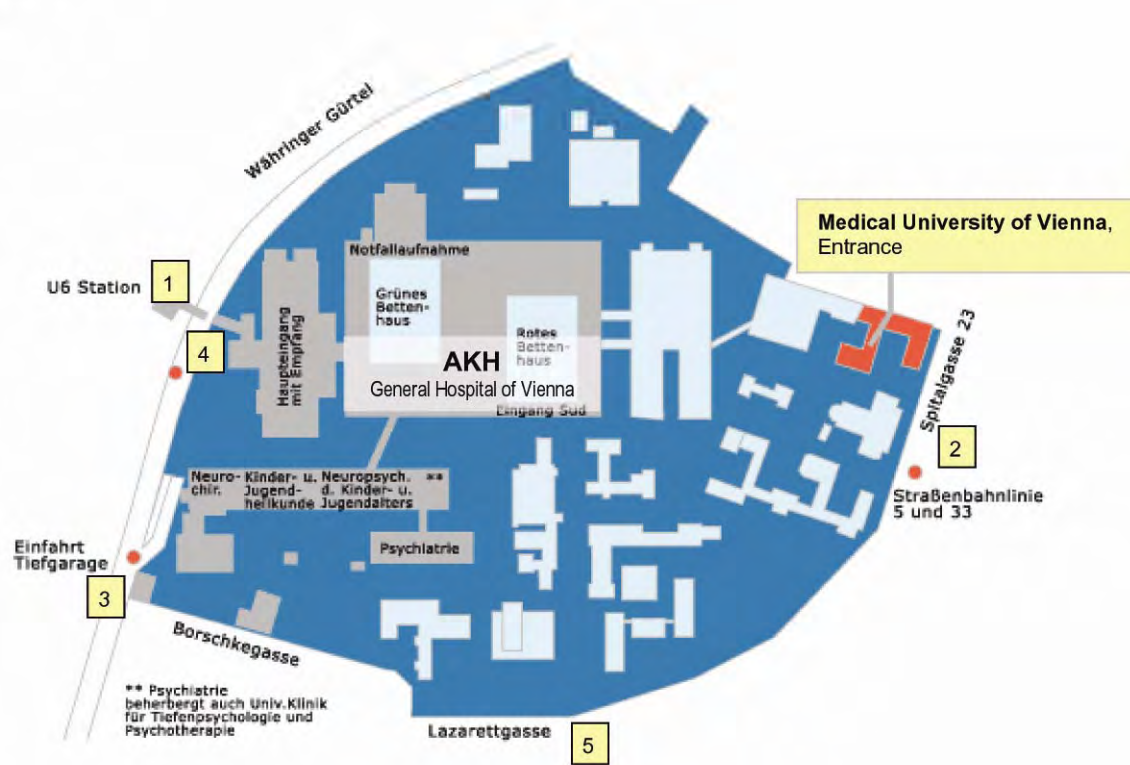 Währinger Gürtel
Medical University of Vienna,
Entrance
Notfallaufnahme
U6 Station
1
Grünes
Betten-
haus
Rotes
Betten-
haus
4
Haupteingang
mit Empfang
AKH
General Hospital of Vienna
Eingang Süd
Spitalgasse 23
2
Straßenbahnlinie
5 und 33
Neuro-
chir.
Kinder- u.
Jugend-
heilkunde
Neuropsych.
d. Kinder- u.
Jugendalters
**
Psychiatrie
Einfahrt
Tiefgarage
3
Borschkegasse
** Psychiatrie
beherbergt auch Univ.Klinik
für Tiefenpsychologie und
Psychotherapie
Lazarettgasse
5